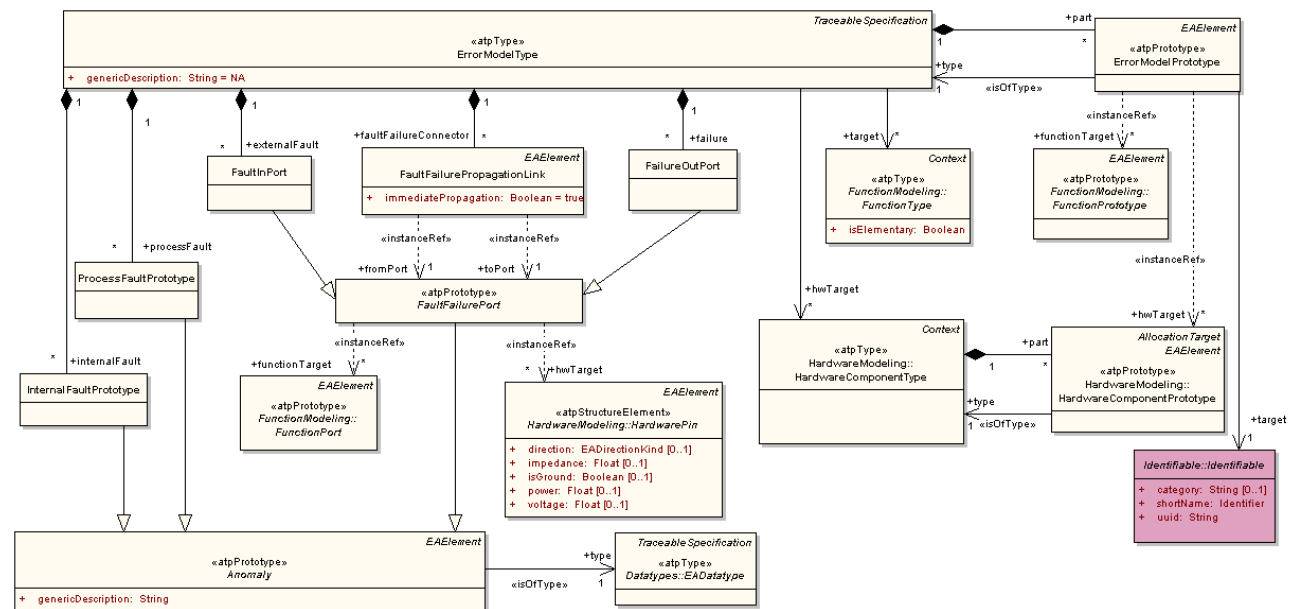 TraceableSpecification
«atpType»
ErrorModelType
+ genericDescription: String = NA
1
+part
*
EAElement
«atpPrototype»
ErrorModelPrototype
+type
1
«isOfType»
1
1
1
1
1
*
+externalFault
+faultFailureConnector
*
*
+failure
+target
*
«instanceRef»
+functionTarget
*
FaultInPort
EAElement
FaultFailurePropagationLink
+ immediatePropagation: Boolean = true
FailureOutPort
Context
«atpType»
FunctionModeling::
FunctionType
+ isElementary: Boolean
EAElement
«atpPrototype»
FunctionModeling::
FunctionPrototype
*
+processFault
«instanceRef»
«instanceRef»
«instanceRef»
ProcessFaultPrototype
+fromPort
1
+toPort
1
«atpPrototype»
FaultFailurePort
+hwTarget
*
+hwTarget
*
*
+internalFault
InternalFaultPrototype
«instanceRef»
+functionTarget
*
«instanceRef»
*
+hwTarget
Context
«atpType»
HardwareModeling::
HardwareComponentType
+part
1
*
+type
1
«isOfType»
AllocationTarget
EAElement
«atpPrototype»
HardwareModeling::
HardwareComponentPrototype
EAElement
«atpPrototype»
FunctionModeling::
FunctionPort
EAElement
«atpStructureElement»
HardwareModeling::HardwarePin
+ direction: EADirectionKind [0..1]
+ impedance: Float [0..1]
+ isGround: Boolean [0..1]
+ power: Float [0..1]
+ voltage: Float [0..1]
+target
1
Identifiable::Identifiable
+ category: String [0..1]
+ shortName: Identifier
+ uuid: String
EAElement
«atpPrototype»
Anomaly
+ genericDescription: String
+type
1
«isOfType»
TraceableSpecification
«atpType»
Datatypes::EADatatype